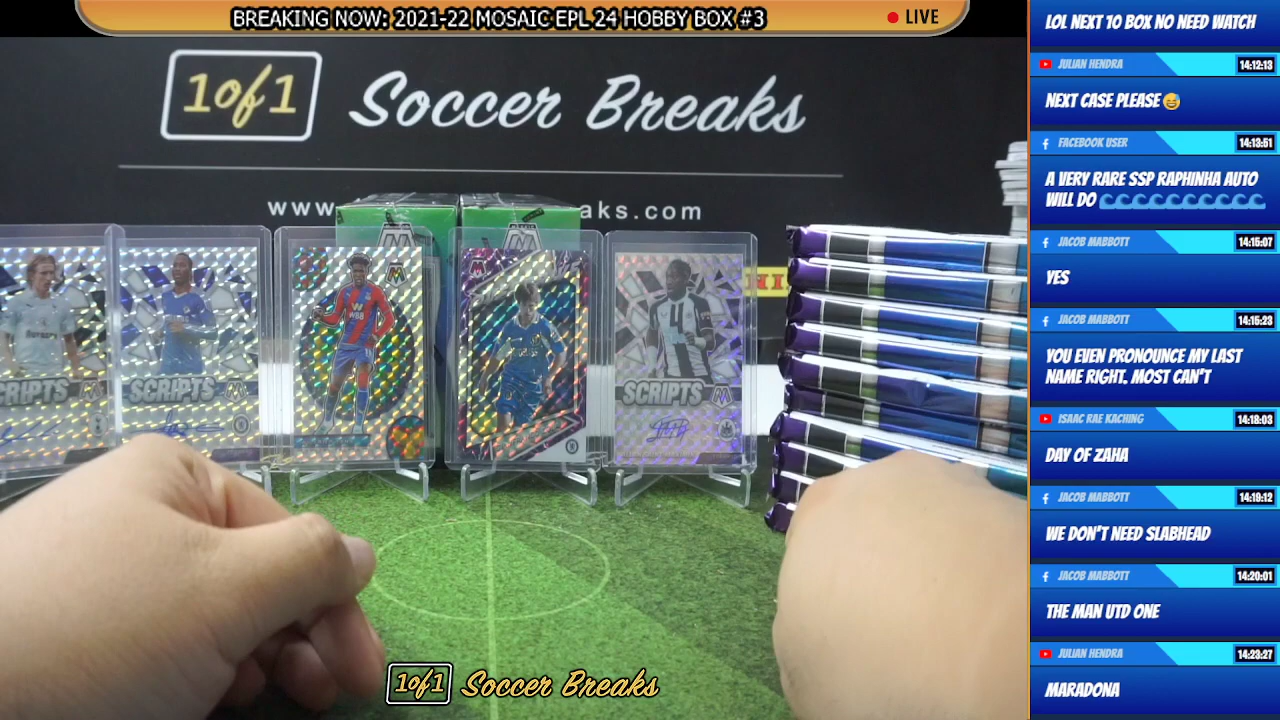 BREAKING NOW: 2021-22 MOSAIC EPL 24 HOBBY BOX #3
LIVE
1of1 Soccer Breaks
www.
aks.com
SCRIPTS
SCRIPTS
SCRIPTS
1of1 Soccer Breaks
LOL NEXT 10 BOX NO NEED WATCH
JULIAN HENDRA 14:12:13
NEXT CASE PLEASE😅
FACEBOOK USER 14:13:51
A VERY RARE SSP RAPHINHA AUTO
WILL DO 🌊🌊🌊🌊🌊🌊🌊🌊🌊🌊🌊
JACOB MABBOTT 14:15:07
YES
JACOB MABBOTT 14:15:23
YOU EVEN PRONOUNCE MY LAST
NAME RIGHT. MOST CAN'T
ISAAC RAE KACHING 14:18:03
DAY OF ZAHA
JACOB MABBOTT 14:19:12
WE DON'T NEED SLABHEAD
JACOB MABBOTT 14:20:01
THE MAN UTD ONE
JULIAN HENDRA 14:23:27
MARADONA